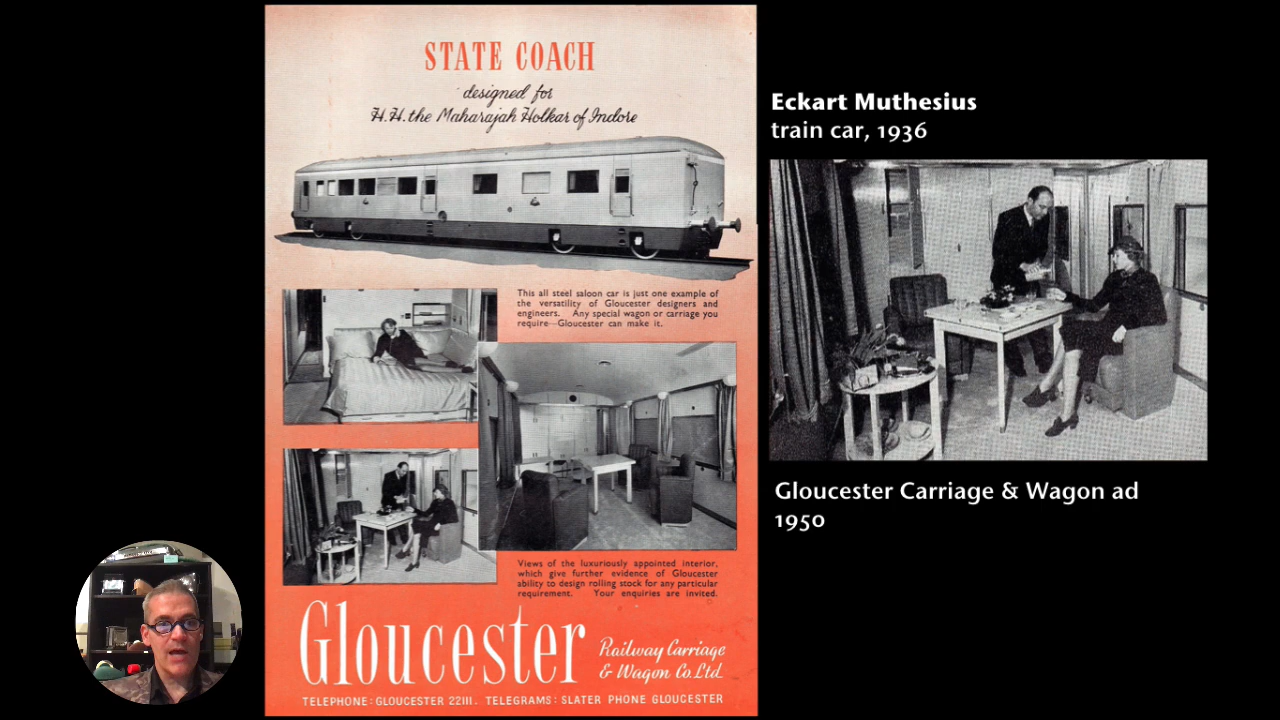 STATE COACH
designed for
H.H. the Maharajah Holkar of Indore
This all steel saloon car is just one example of
the versatility of Gloucester designers and
engineers. Any special wagon or carriage you
require—Gloucester can make it.
Views of the luxuriously appointed interior,
which give further evidence of Gloucester
ability to design rolling stock for any particular
requirement. Your enquiries are invited.
Gloucester
Railway Carriage
& Wagon Co. Ltd.
TELEPHONE: GLOUCESTER 22111. TELEGRAMS: SLATER PHONE GLOUCESTER
Eckart Muthesius
train car, 1936
Gloucester Carriage & Wagon ad
1950